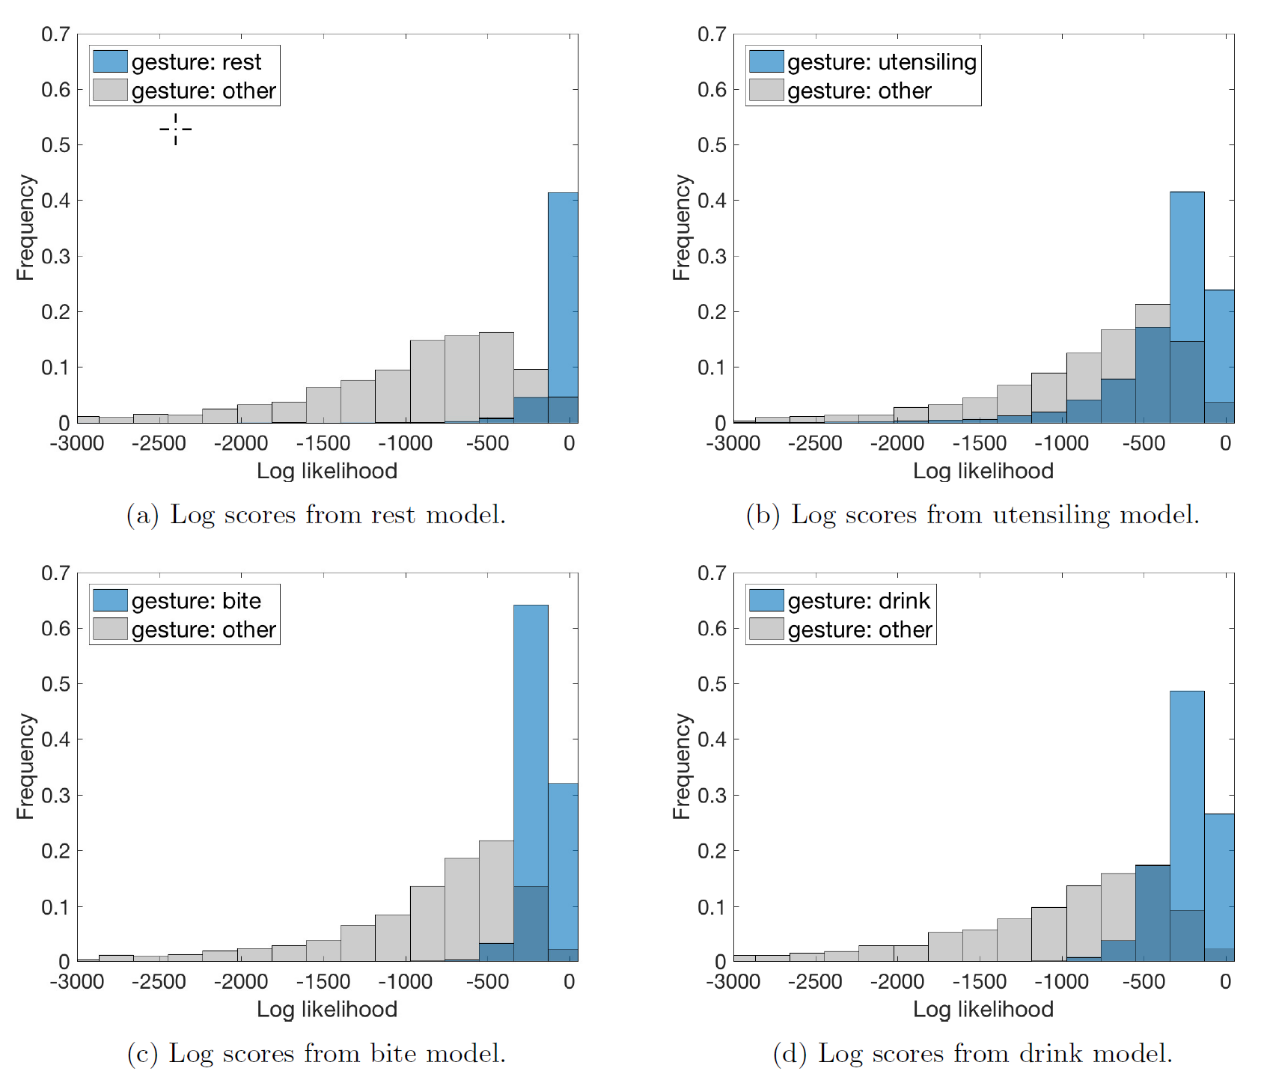 0.7
0.6
0.5
0.4
0.3
0.2
0.1
0
Frequency
gesture: rest
gesture: other
-3000 -2500 -2000 -1500 -1000 -500 0
Log likelihood
(a) Log scores from rest model.
0.7
0.6
0.5
0.4
0.3
0.2
0.1
0
Frequency
gesture: utensiling
gesture: other
-3000 -2500 -2000 -1500 -1000 -500 0
Log likelihood
(b) Log scores from utensiling model.
0.7
0.6
0.5
0.4
0.3
0.2
0.1
0
Frequency
gesture: bite
gesture: other
-3000 -2500 -2000 -1500 -1000 -500 0
Log likelihood
(c) Log scores from bite model.
0.7
0.6
0.5
0.4
0.3
0.2
0.1
0
Frequency
gesture: drink
gesture: other
-3000 -2500 -2000 -1500 -1000 -500 0
Log likelihood
(d) Log scores from drink model.